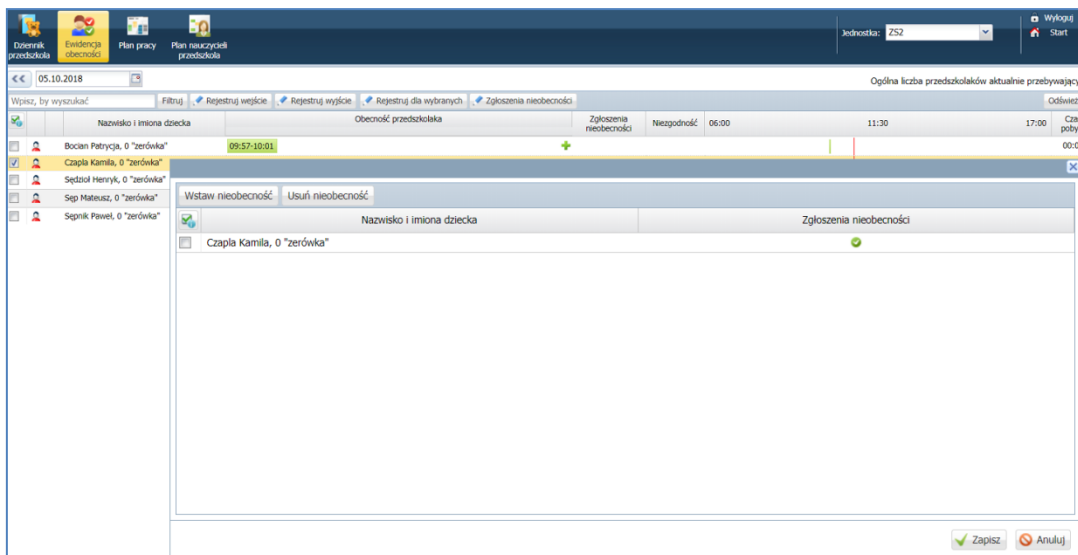 Wyloguj
Jednostka: ZS2
Start
Dziennik przedszkola
Ewidencja obecności
Plan pracy
Plan nauczycieli przedszkola
<< 05.10.2018
Ogólna liczba przedszkolaków aktualnie przebywający
Wpisz, by wyszukać Filtruj Rejestruj wejście Rejestruj wyjście Rejestruj dla wybranych Zgłoszenia nieobecności Odśwież
Nazwisko i imiona dziecka Obecność przedszkolaka Zgłoszenia nieobecności Niezgodność 06:00 11:30 17:00 Cza poby
Bocian Patrycja, 0 "zerówka" 09:57-10:01 00:0
Czapla Kamila, 0 "zerówka"
Sędzioł Henryk, 0 "zerówka"
Sęp Mateusz, 0 "zerówka"
Sępnik Paweł, 0 "zerówka"
Wstaw nieobecność Usuń nieobecność
Nazwisko i imiona dziecka Zgłoszenia nieobecności
Czapla Kamila, 0 "zerówka"
Zapisz Anuluj